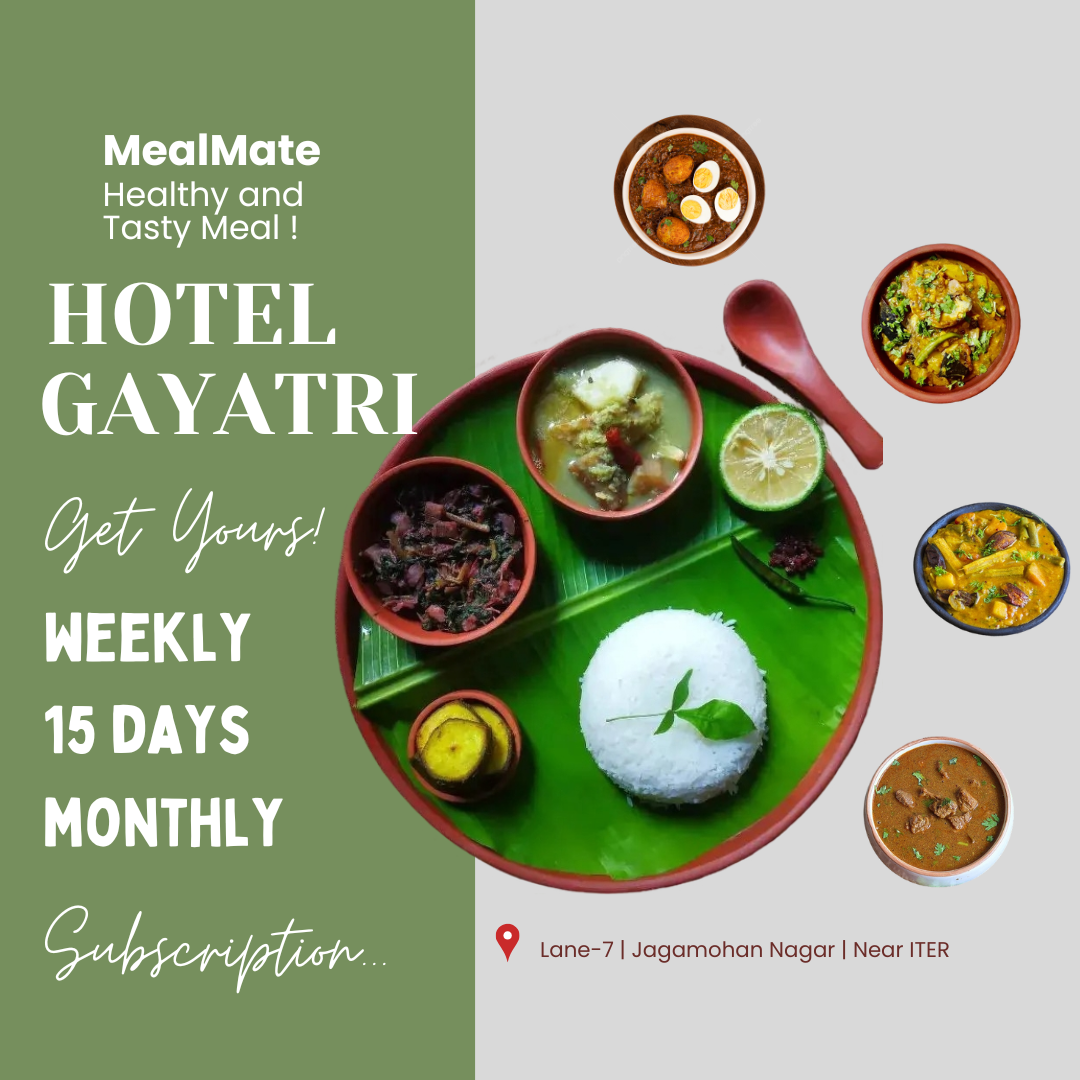 MealMate
Healthy and
Tasty Meal !
HOTEL
GAYATRI
Get Yours!
WEEKLY
15 DAYS
MONTHLY
Subscription...
Lane-7 | Jagamohan Nagar | Near ITER